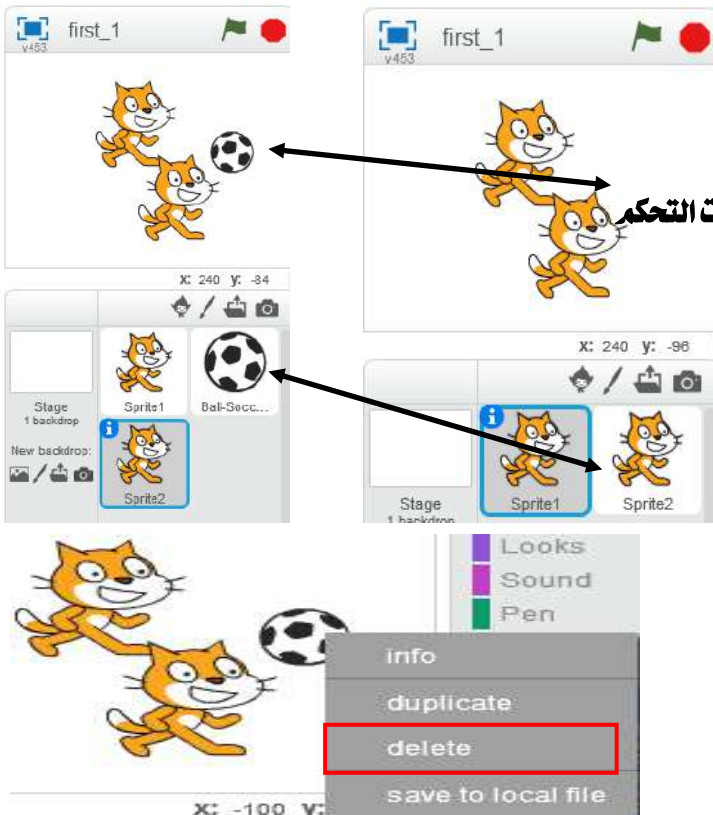 first_1
v453
x: 240 y: -84
Stage
1 backdrop
New backdrop:
Sprite1
Ball-Socc...
Sprite2
first_1
v453
ت التحكم
x: 240 y: -96
Stage
1 backdrop
Sprite1
Sprite2
Looks
Sound
Pen
info
duplicate
delete
save to local file
x: -100 y: